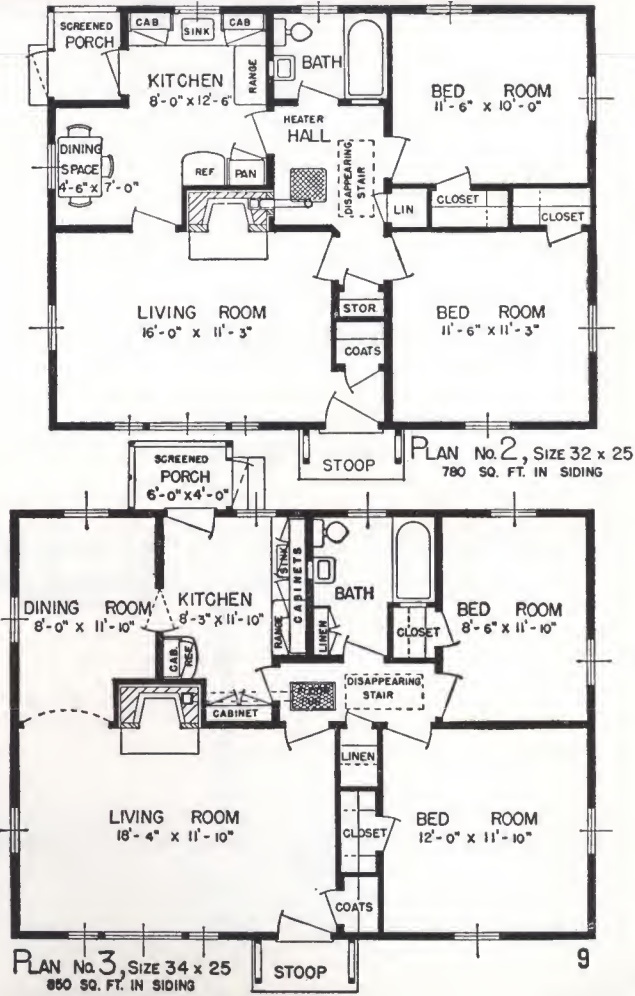 SCREENED
PORCH
CAB
SINK
CAB
BATH
KITCHEN
8'-0" X 12'-6"
RANGE
BED ROOM
11'-6" X 10'-0"
HEATER
HALL
DINING
SPACE
4'-6" X 7'-0"
REF
PAN
DISAPPEARING
STAIR
LIN
CLOSET
CLOSET
LIVING ROOM
16'-0" X 11'-3"
STOR.
COATS
BED ROOM
11'-6" X 11'-3"
STOOP
PLAN No. 2, SIZE 32 x 25
780 SQ. FT. IN SIDING
SCREENED
PORCH
6'-0" X 4'-0"
DINING ROOM
8'-0" X 11'-10"
KITCHEN
8'-3" X 11'-10"
SINK
CABINETS
RANGE
CAB.
REF.
CABINET
BATH
LINEN
CLOSET
BED ROOM
8'-6" X 11'-10"
DISAPPEARING
STAIR
LINEN
LIVING ROOM
18'-4" X 11'-10"
CLOSET
COATS
BED ROOM
12'-0" X 11'-10"
STOOP
PLAN No. 3, SIZE 34 x 25
850 SQ. FT. IN SIDING
9